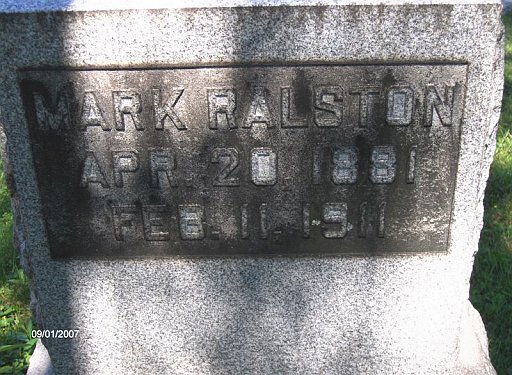 MARK RALSTON
APR. 20, 1881
FEB. 11, 1911
09/01/2007